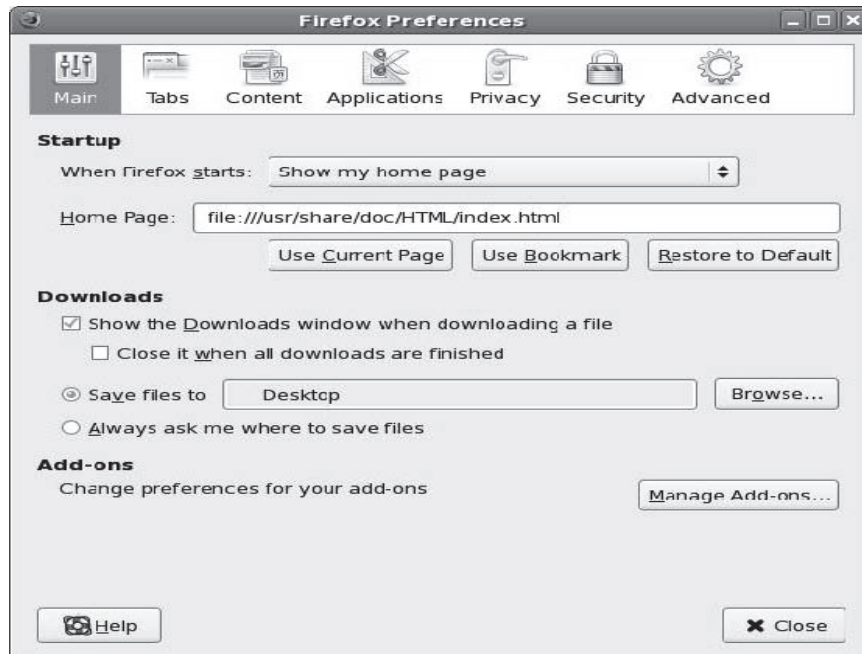 Firefox Preferences
Main Tabs Content Applications Privacy Security Advanced
Startup
When Firefox starts: Show my home page
Home Page: file:///usr/share/doc/HTML/index.html
Use Current Page Use Bookmark Restore to Default
Downloads
Show the Downloads window when downloading a file
Close it when all downloads are finished
Save files to Desktop Browse...
Always ask me where to save files
Add-ons
Change preferences for your add-ons Manage Add-ons...
Help Close